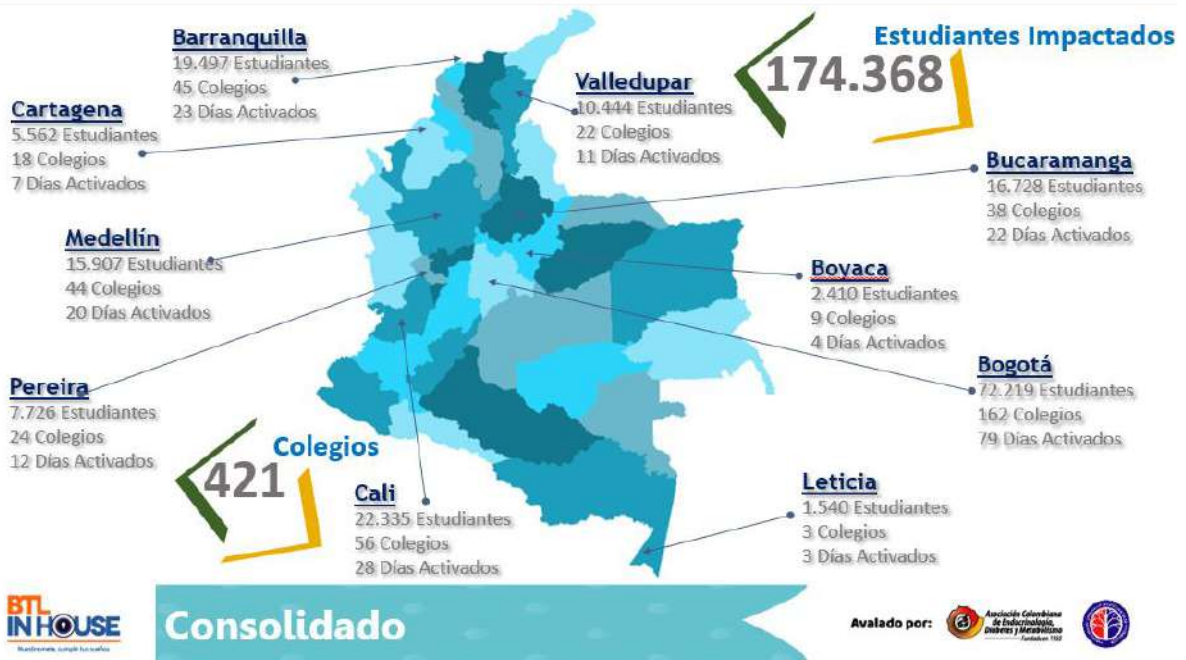 Barranquilla
19.497 Estudiantes
45 Colegios
23 Días Activados
Estudiantes Impactados
174.368
Cartagena
5.562 Estudiantes
18 Colegios
7 Días Activados
Valledupar
10.444 Estudiantes
22 Colegios
11 Días Activados
Bucaramanga
16.728 Estudiantes
38 Colegios
22 Días Activados
Medellín
15.907 Estudiantes
44 Colegios
20 Días Activados
Boyaca
2.410 Estudiantes
9 Colegios
4 Días Activados
Bogotá
72.219 Estudiantes
162 Colegios
79 Días Activados
Pereira
7.726 Estudiantes
24 Colegios
12 Días Activados
Colegios
421
Cali
22.335 Estudiantes
56 Colegios
28 Días Activados
Leticia
1.540 Estudiantes
3 Colegios
3 Días Activados
BTL
IN HOUSE
Consolidado
Avalado por:
Asociación Colombiana
de Endocrinología,
Diabetes y Metabolismo